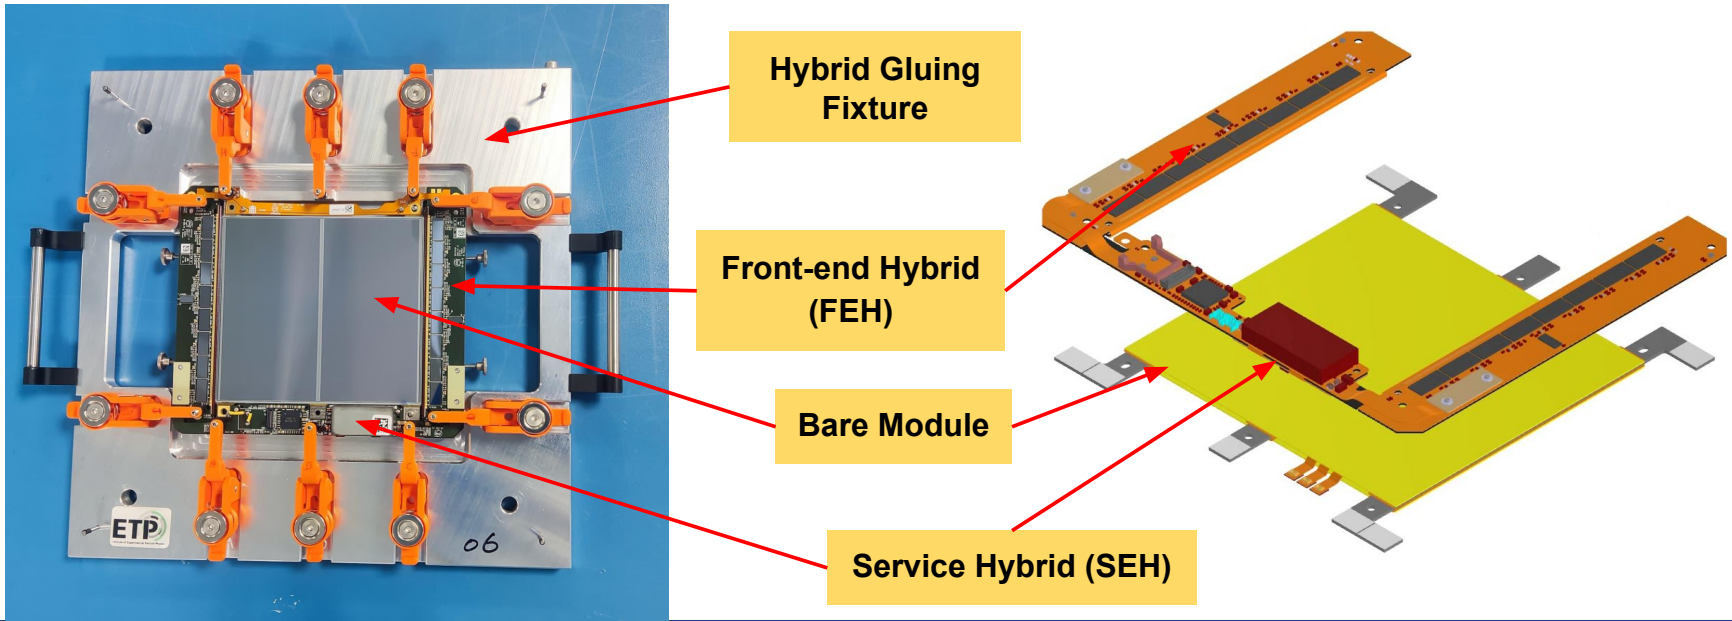 Hybrid Gluing
Fixture
Front-end Hybrid
(FEH)
Bare Module
Service Hybrid (SEH)
ETP
06